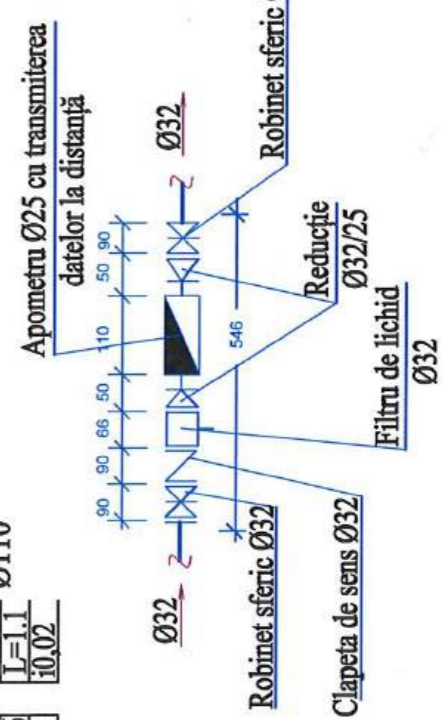 Ø110
L=1.1
i0,02
Apometru Ø25 cu transmiterea
datelor la distanță
Ø32
Ø32
90
90
66
50
110
50
90
546
Robinet sferic Ø32
Clapeta de sens Ø32
Filtru de lichid
Ø32
Reducție
Ø32/25
Robinet sferic